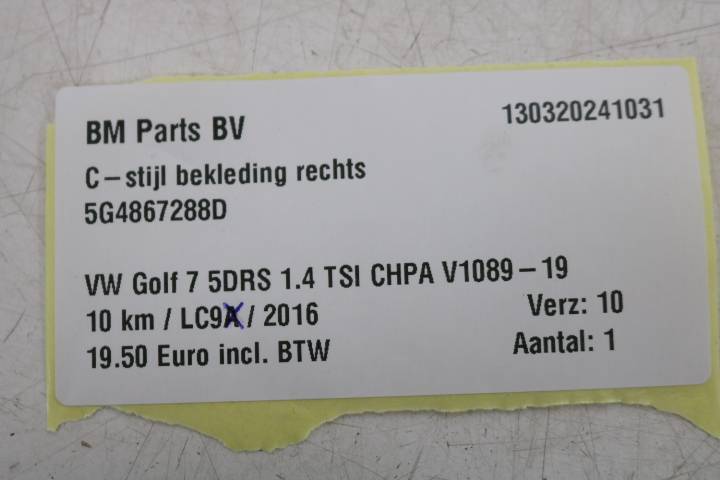 BM Parts BV
130320241031
C-stijl bekleding rechts
5G4867288D
VW Golf 7 5DRS 1.4 TSI CHPA V1089-19
10 km / LC9A / 2016
Verz: 10
19.50 Euro incl. BTW
Aantal: 1